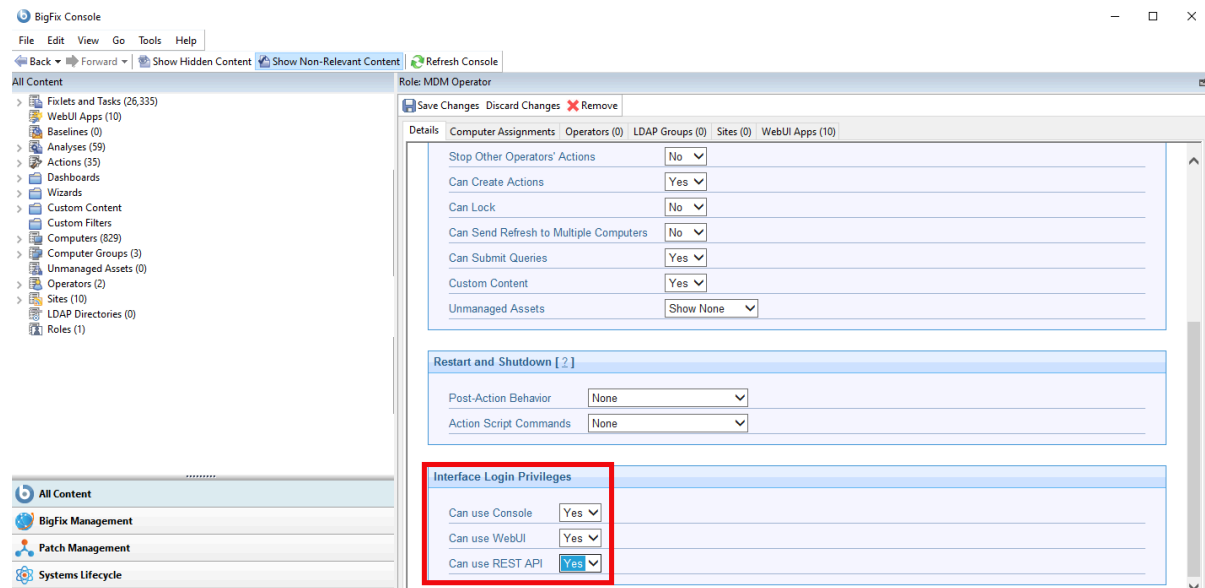 BigFix Console
File Edit View Go Tools Help
Back Forward Show Hidden Content Show Non-Relevant Content Refresh Console
All Content
Fixlets and Tasks (26,335)
WebUI Apps (10)
Baselines (0)
Analyses (59)
Actions (35)
Dashboards
Wizards
Custom Content
Custom Filters
Computers (829)
Computer Groups (3)
Unmanaged Assets (0)
Operators (2)
Sites (10)
LDAP Directories (0)
Roles (1)
All Content
BigFix Management
Patch Management
Systems Lifecycle
Role: MDM Operator
Save Changes Discard Changes Remove
Details Computer Assignments Operators (0) LDAP Groups (0) Sites (0) WebUI Apps (10)
Stop Other Operators' Actions No
Can Create Actions Yes
Can Lock No
Can Send Refresh to Multiple Computers No
Can Submit Queries Yes
Custom Content Yes
Unmanaged Assets Show None
Restart and Shutdown [ ? ]
Post-Action Behavior None
Action Script Commands None
Interface Login Privileges
Can use Console Yes
Can use WebUI Yes
Can use REST API Yes